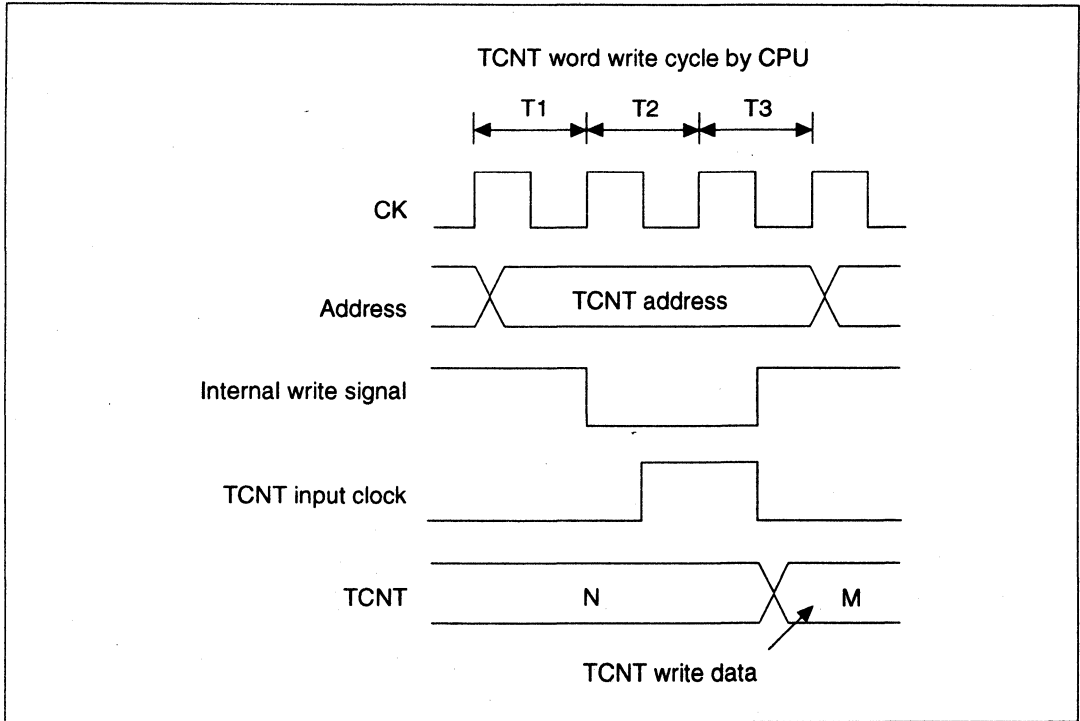 TCNT word write cycle by CPU
T1 T2 T3
CK
Address
TCNT address
Internal write signal
TCNT input clock
TCNT
N
M
TCNT write data